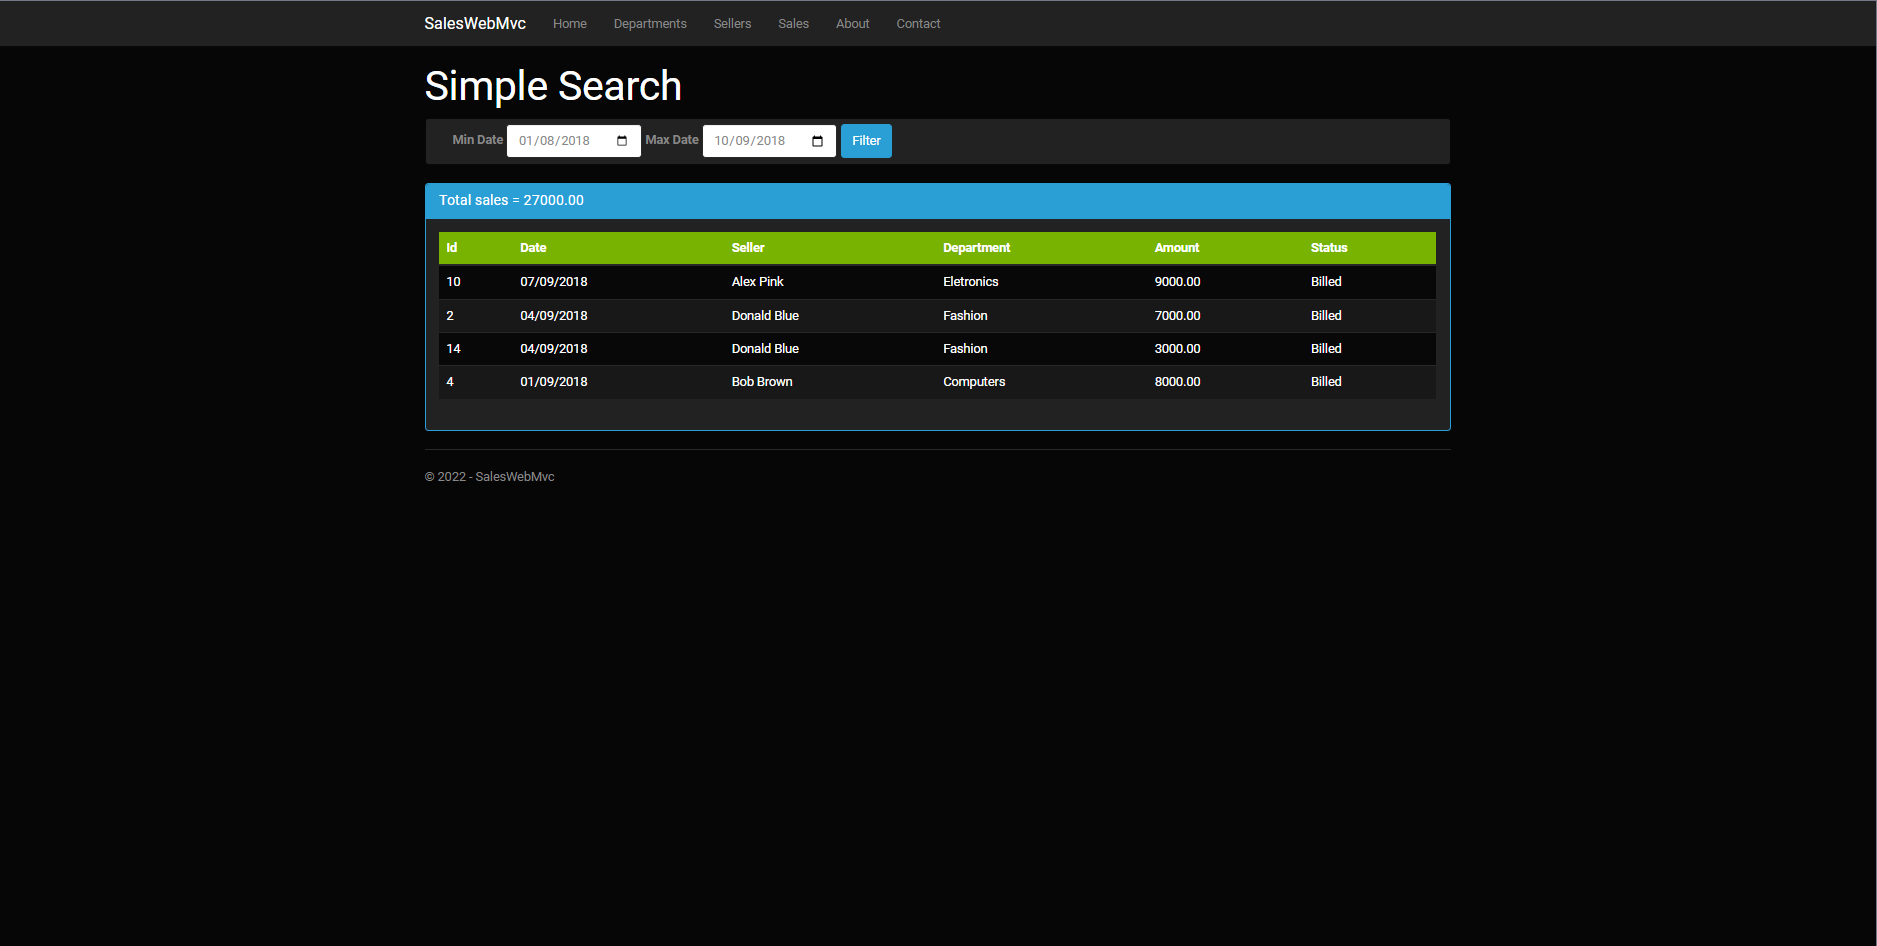 SalesWebMvc Home Departments Sellers Sales About Contact
Simple Search
Min Date 01/08/2018 Max Date 10/09/2018 Filter
Total sales = 27000.00
Id Date Seller Department Amount Status
10 07/09/2018 Alex Pink Eletronics 9000.00 Billed
2 04/09/2018 Donald Blue Fashion 7000.00 Billed
14 04/09/2018 Donald Blue Fashion 3000.00 Billed
4 01/09/2018 Bob Brown Computers 8000.00 Billed
© 2022 - SalesWebMvc